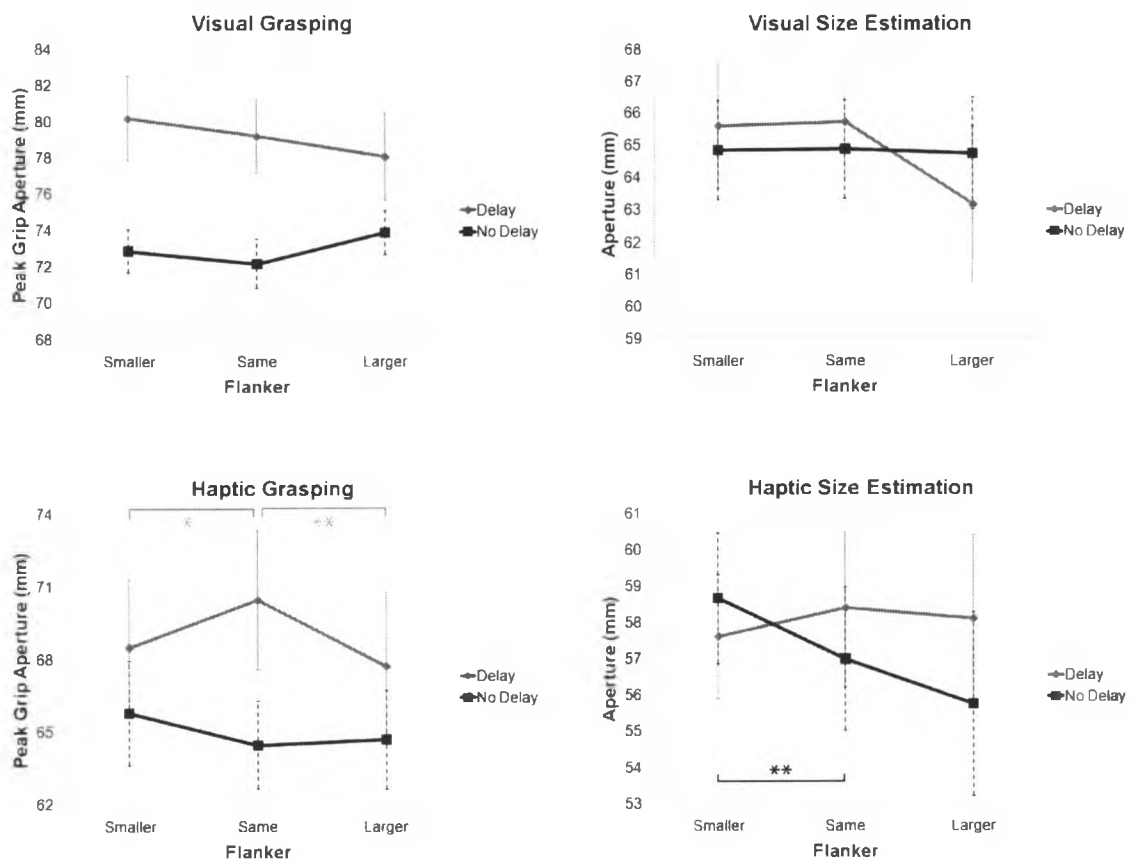 Visual Grasping
84
82
80
78
76
74
72
70
68
Peak Grip Aperture (mm)
Smaller Same Larger
Flanker
Delay
No Delay
Visual Size Estimation
68
67
66
65
64
63
62
61
60
59
Aperture (mm)
Smaller Same Larger
Flanker
Delay
No Delay
Haptic Grasping
74
71
68
65
62
Peak Grip Aperture (mm)
* **
Smaller Same Larger
Flanker
Delay
No Delay
Haptic Size Estimation
61
60
59
58
57
56
55
54
53
Aperture (mm)
**
Smaller Same Larger
Flanker
Delay
No Delay